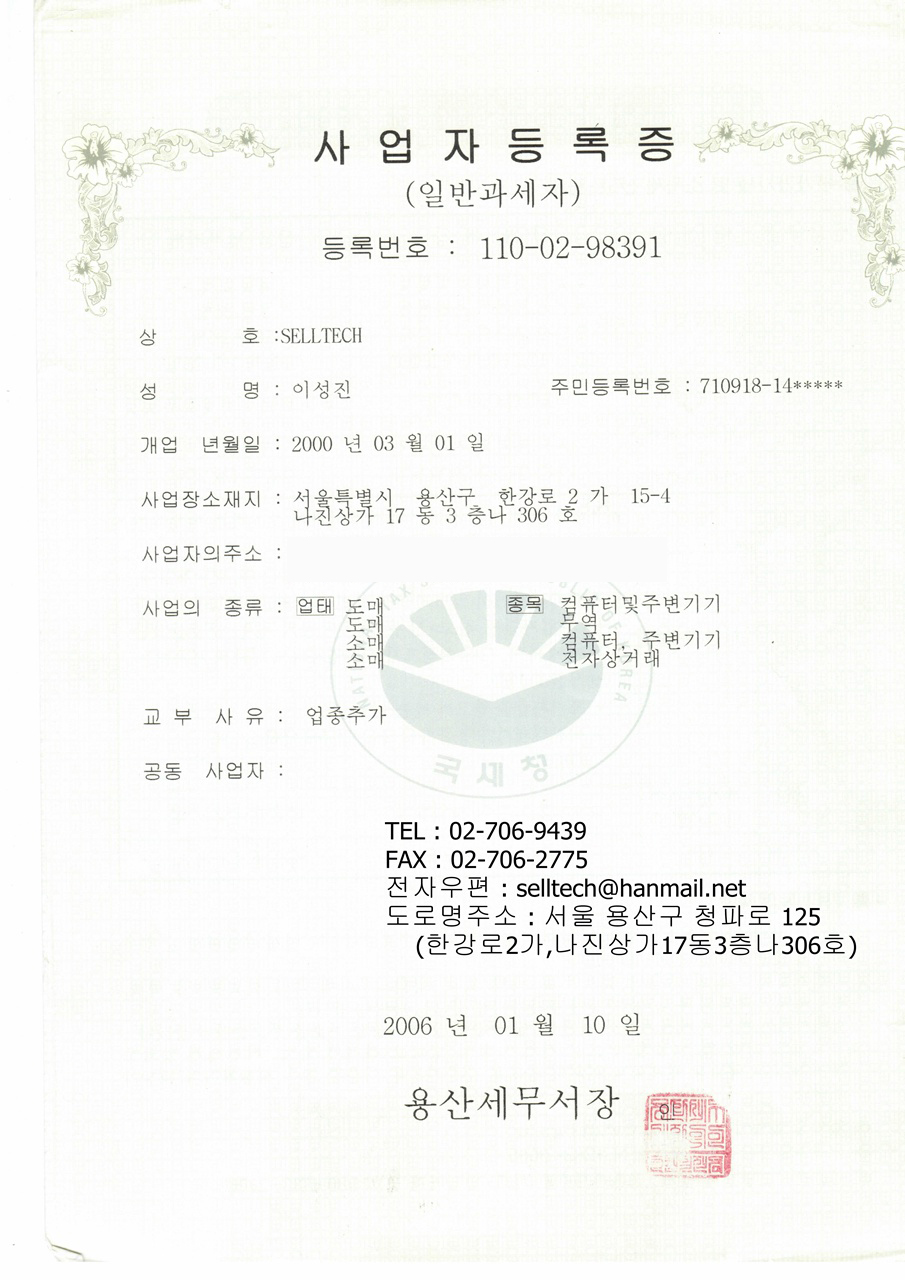 사업자등록증
(일반과세자)
등록번호 : 110-02-98391
상 호 :SELLTECH
성 명 : 이성진 주민등록번호 : 710918-14*****
개업 년월일 : 2000 년 03 월 01 일
사업장소재지 : 서울특별시 용산구 한강로 2 가 15-4
나진상가 17 동 3 층나 306 호
사업자의주소 :
사업의 종류 : 업태 도매 종목 컴퓨터및주변기기
도매 무역
소매 컴퓨터, 주변기기
소매 전자상거래
교 부 사 유 : 업종추가
국세청
공동 사업자 :
TEL : 02-706-9439
FAX : 02-706-2775
전자우편 : selltech@hanmail.net
도로명주소 : 서울 용산구 청파로 125
(한강로2가,나진상가17동3층나306호)
2006 년 01 월 10 일
용산세무서장 인